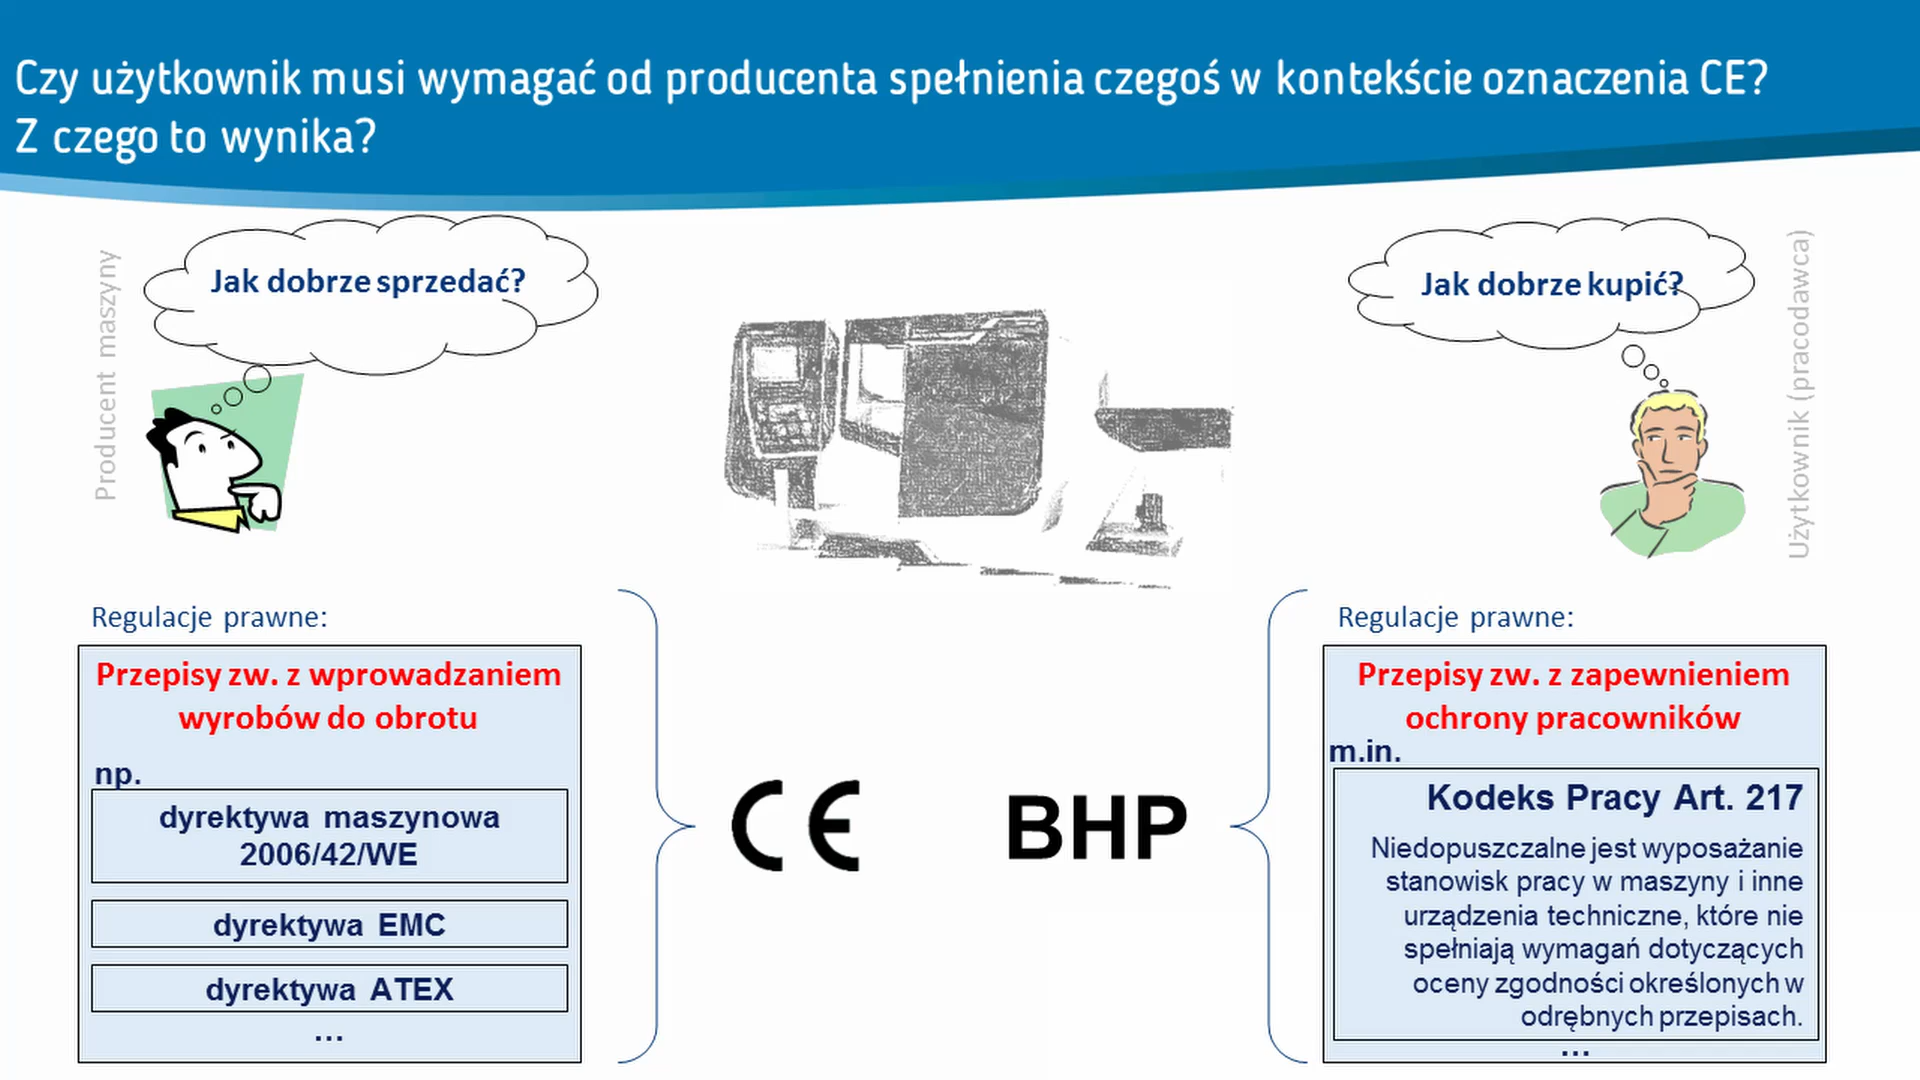 Czy użytkownik musi wymagać od producenta spełnienia czegoś w kontekście oznaczenia CE?
Z czego to wynika?
Producent maszyny
Jak dobrze sprzedać?
Jak dobrze kupić?
Użytkownik (pracodawca)
Regulacje prawne:
Przepisy zw. z wprowadzaniem
wyrobów do obrotu
np.
dyrektywa maszynowa
2006/42/WE
dyrektywa EMC
dyrektywa ATEX
...
CE
BHP
Regulacje prawne:
Przepisy zw. z zapewnieniem
ochrony pracowników
m.in.
Kodeks Pracy Art. 217
Niedopuszczalne jest wyposażanie
stanowisk pracy w maszyny i inne
urządzenia techniczne, które nie
spełniają wymagań dotyczących
oceny zgodności określonych w
odrębnych przepisach.
...